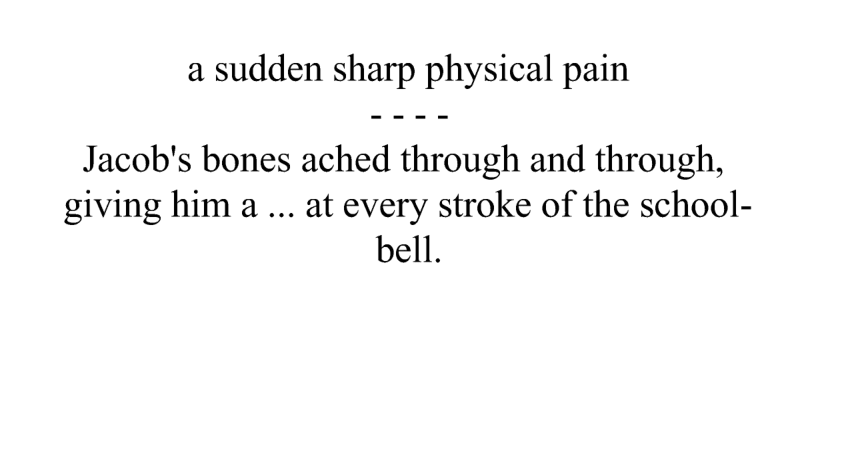 a sudden sharp physical pain
- - - -
Jacob's bones ached through and through,
giving him a ... at every stroke of the school-
bell.